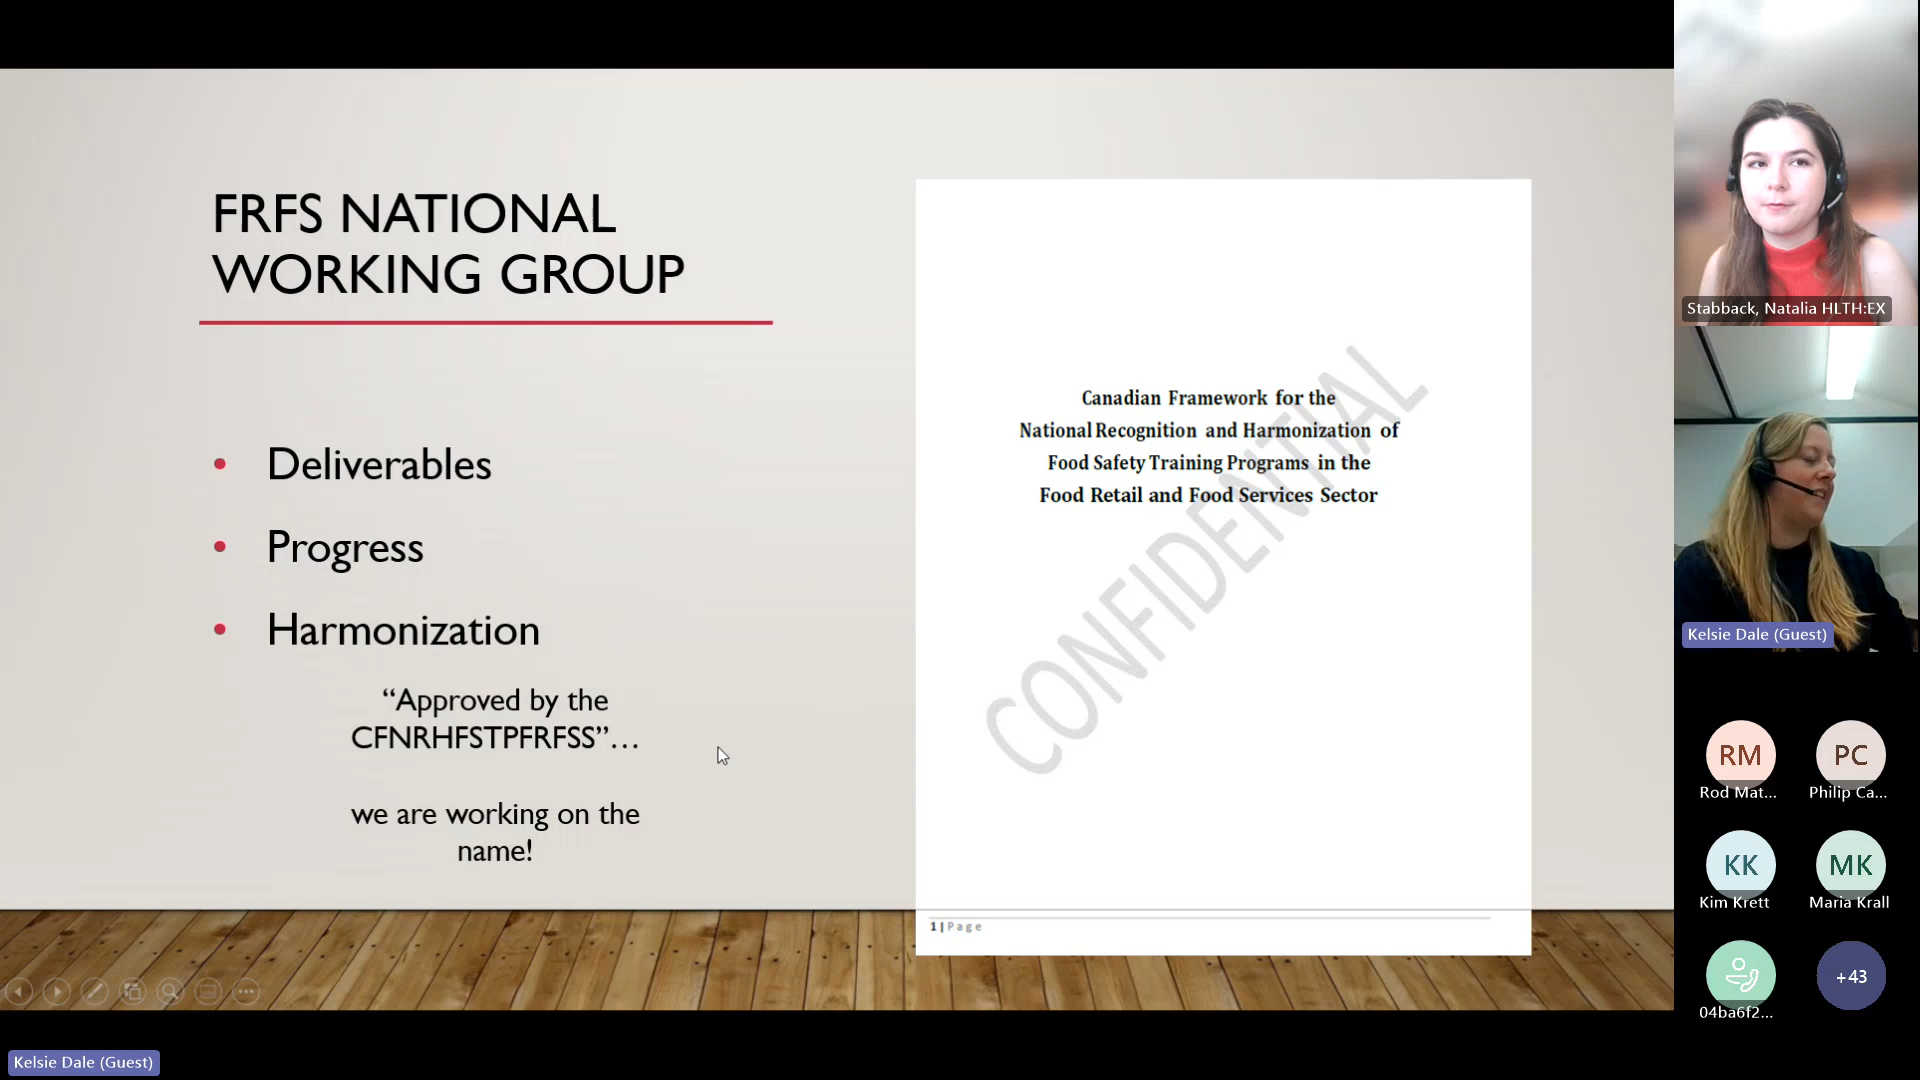 FRFS NATIONAL
WORKING GROUP
• Deliverables
• Progress
• Harmonization
“Approved by the
CFNRHFSTPFRFSS”…
we are working on the
name!
Canadian Framework for the
National Recognition and Harmonization of
Food Safety Training Programs in the
Food Retail and Food Services Sector
CONFIDENTIAL
1 | Page
Stabback, Natalia HLTH:EX
Kelsie Dale (Guest)
RM
Rod Mat...
PC
Philip Ca...
KK
Kim Krett
MK
Maria Krall
04ba6f2...
+43
Kelsie Dale (Guest)